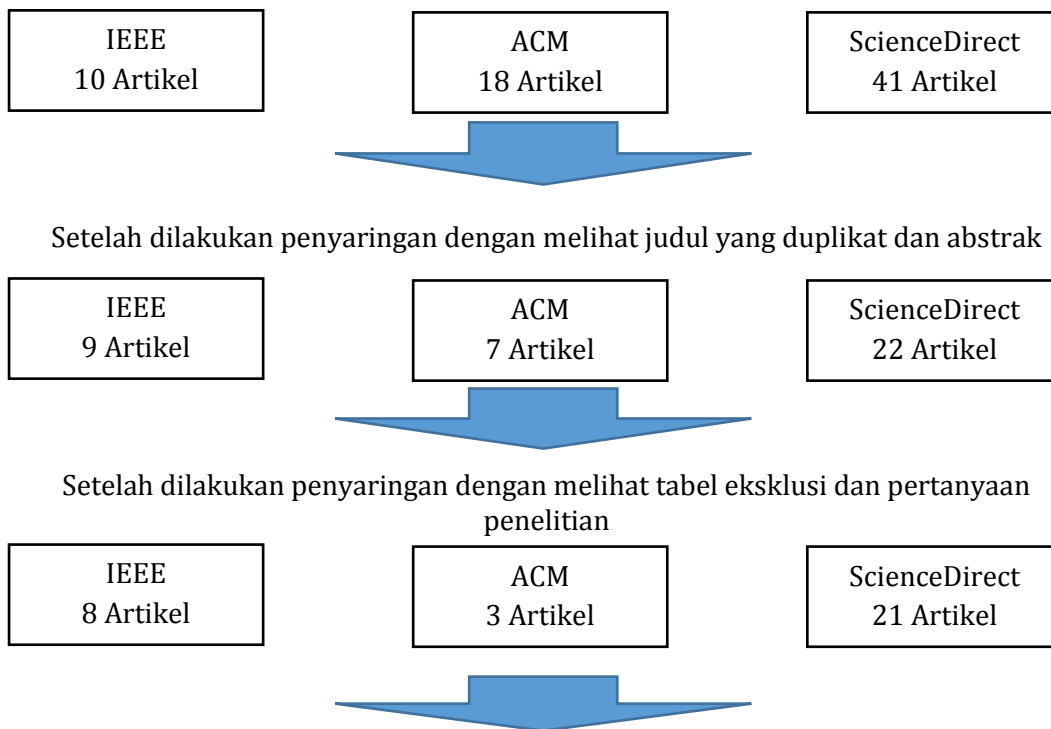 IEEE
10 Artikel
ACM
18 Artikel
ScienceDirect
41 Artikel
Setelah dilakukan penyaringan dengan melihat judul yang duplikat dan abstrak
IEEE
9 Artikel
ACM
7 Artikel
ScienceDirect
22 Artikel
Setelah dilakukan penyaringan dengan melihat tabel eksklusi dan pertanyaan
penelitian
IEEE
8 Artikel
ACM
3 Artikel
ScienceDirect
21 Artikel